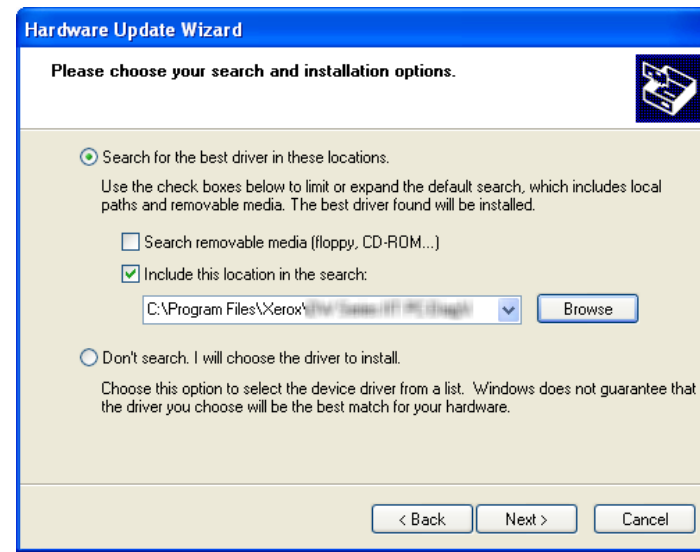 Hardware Update Wizard
Please choose your search and installation options.
Search for the best driver in these locations.
Use the check boxes below to limit or expand the default search, which includes local
paths and removable media. The best driver found will be installed.
Search removable media (floppy, CD-ROM...)
Include this location in the search:
C:\Program Files\Xerox\
Browse
Don't search. I will choose the driver to install.
Choose this option to select the device driver from a list. Windows does not guarantee that
the driver you choose will be the best match for your hardware.
< Back
Next >
Cancel